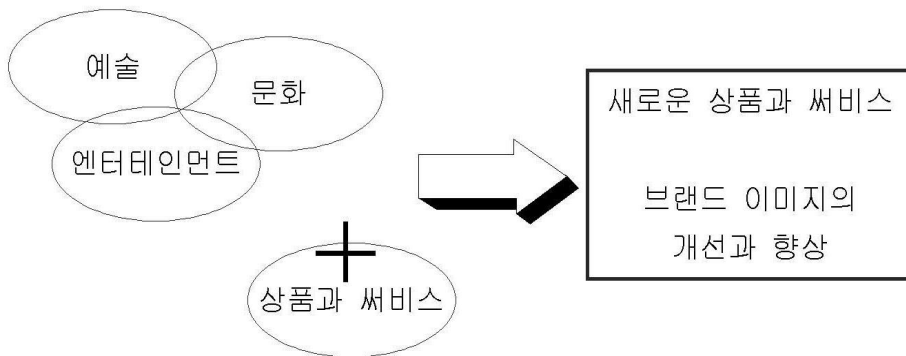 예술
문화
엔터테인먼트
상품과 써비스
새로운 상품과 써비스
브랜드 이미지의
개선과 향상